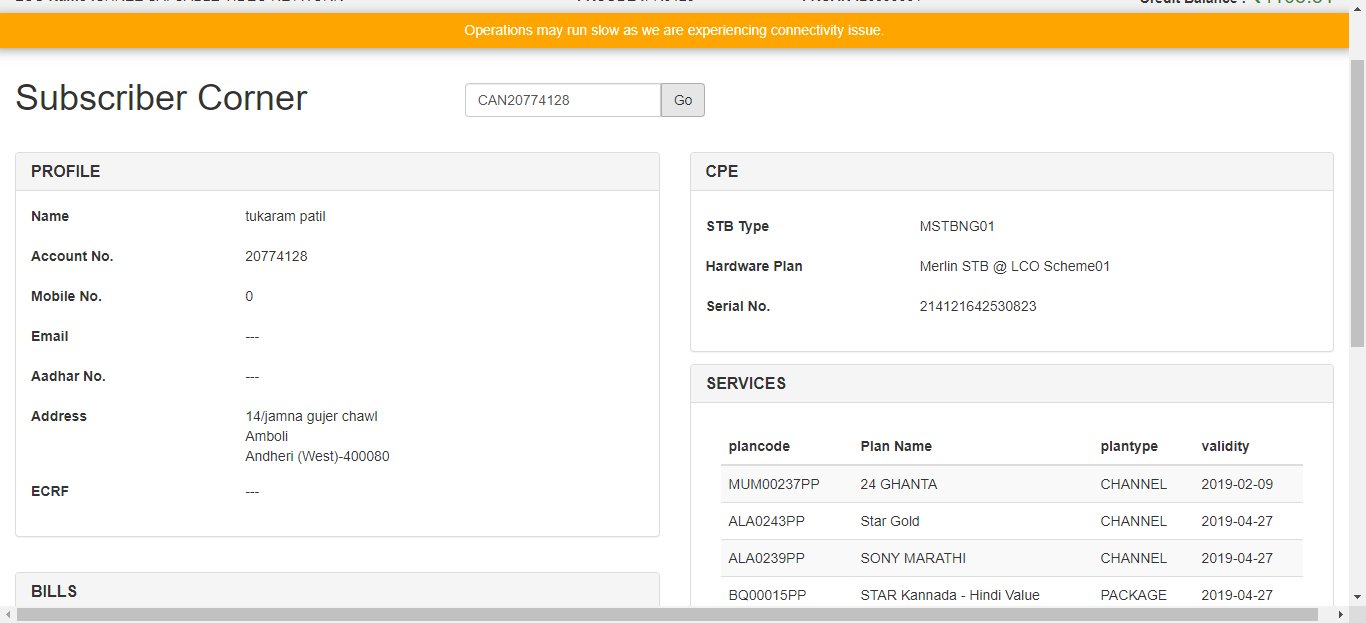 Operations may run slow as we are experiencing connectivity issue.
Subscriber Corner
CAN20774128 Go
PROFILE
Name tukaram patil
Account No. 20774128
Mobile No. 0
Email ---
Aadhar No. ---
Address 14/jamna gujer chawl
Amboli
Andheri (West)-400080
ECRF ---
BILLS
CPE
STB Type MSTBNG01
Hardware Plan Merlin STB @ LCO Scheme01
Serial No. 214121642530823
SERVICES
plancode Plan Name plantype validity
MUM00237PP 24 GHANTA CHANNEL 2019-02-09
ALA0243PP Star Gold CHANNEL 2019-04-27
ALA0239PP SONY MARATHI CHANNEL 2019-04-27
BQ00015PP STAR Kannada - Hindi Value PACKAGE 2019-04-27